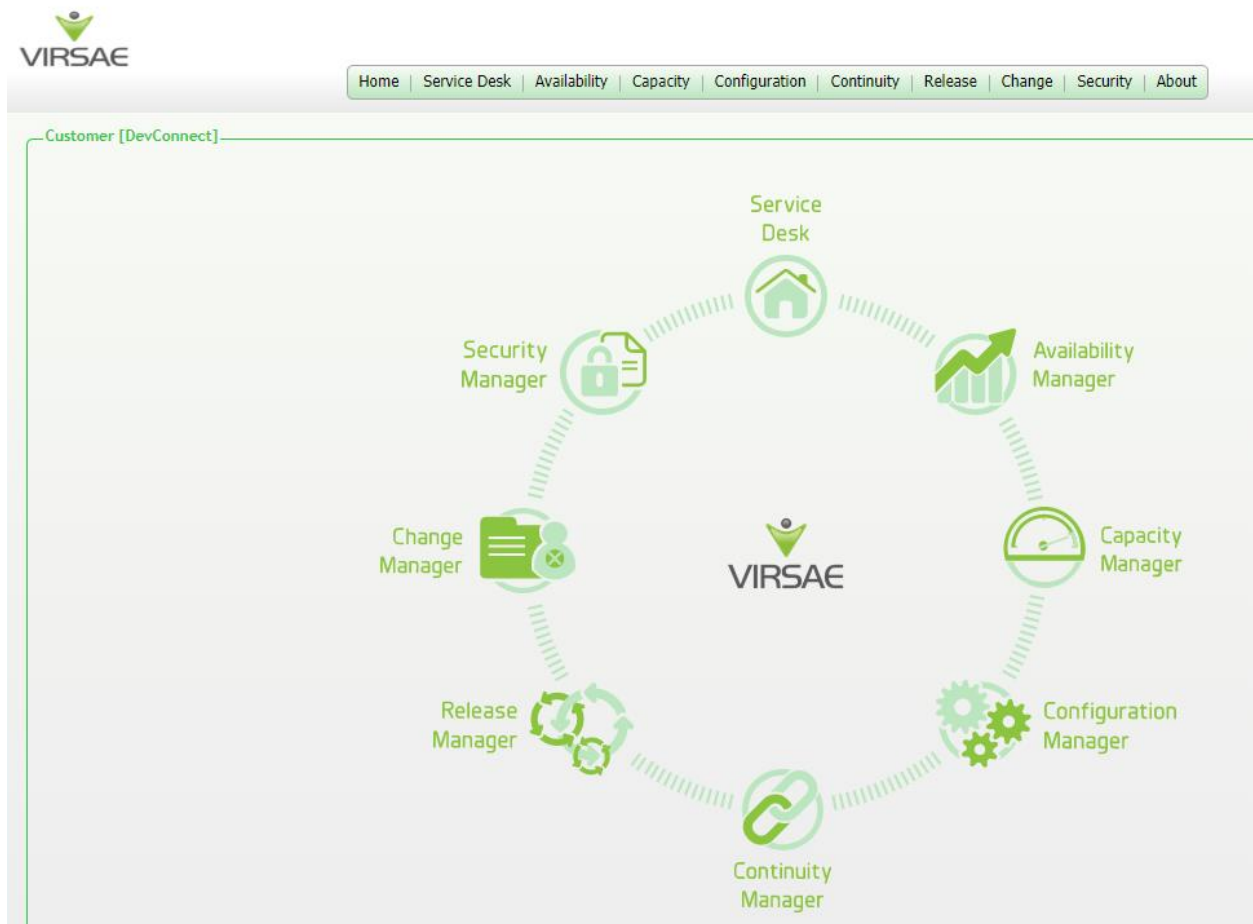 VIRSAE
Home | Service Desk | Availability | Capacity | Configuration | Continuity | Release | Change | Security | About
Customer [DevConnect]
Service
Desk
Security
Manager
Availability
Manager
Change
Manager
VIRSAE
Capacity
Manager
Release
Manager
Configuration
Manager
Continuity
Manager